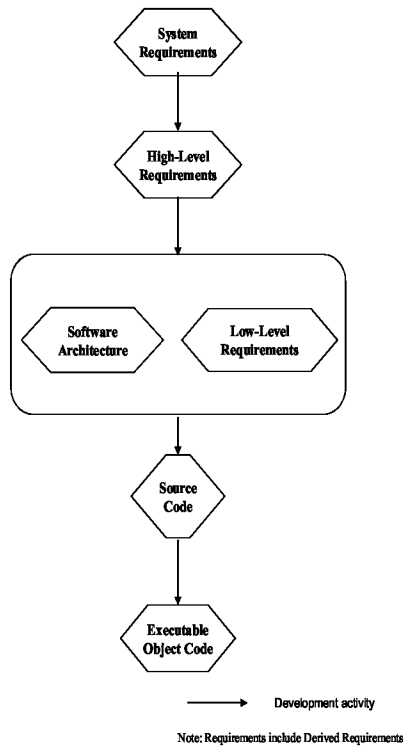 System
Requirements
High-Level
Requirements
Software
Architecture
Low-Level
Requirements
Source
Code
Executable
Object Code
Development activity
Note: Requirements include Derived Requirements